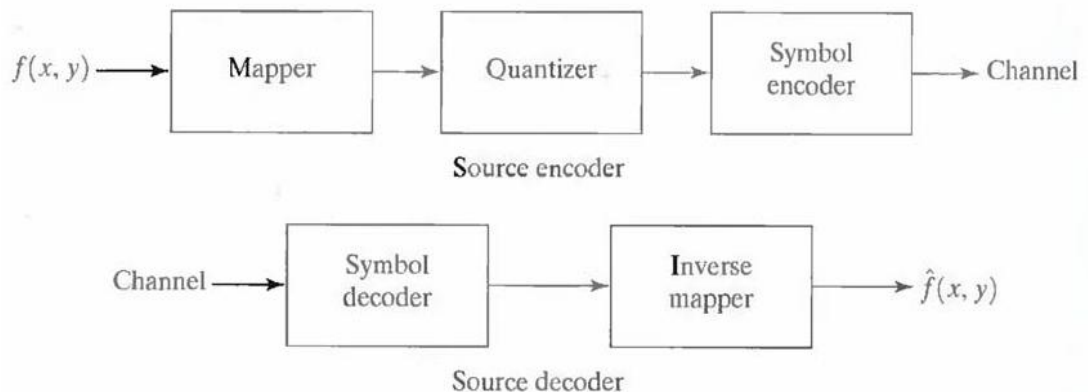 f(x, y) Mapper Quantizer Symbol encoder Channel
Source encoder
Channel Symbol decoder Inverse mapper f̂(x, y)
Source decoder